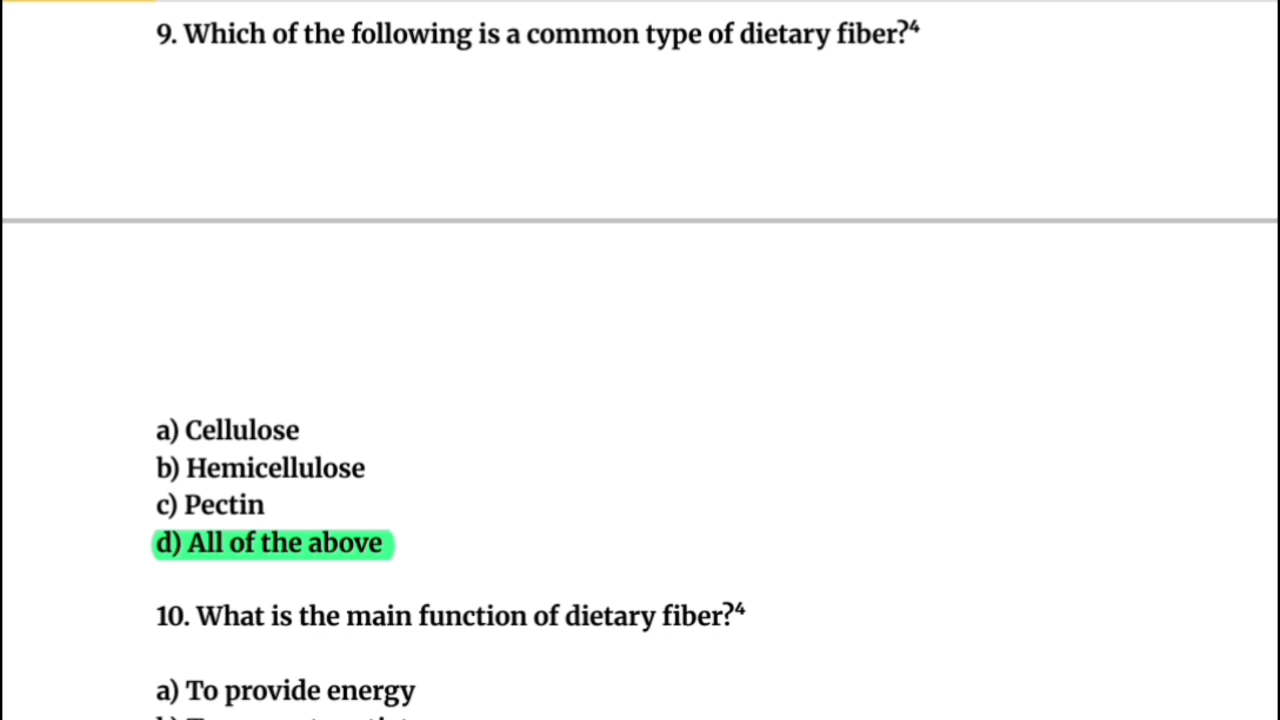 9. Which of the following is a common type of dietary fiber?⁴
a) Cellulose
b) Hemicellulose
c) Pectin
d) All of the above
10. What is the main function of dietary fiber?⁴
a) To provide energy